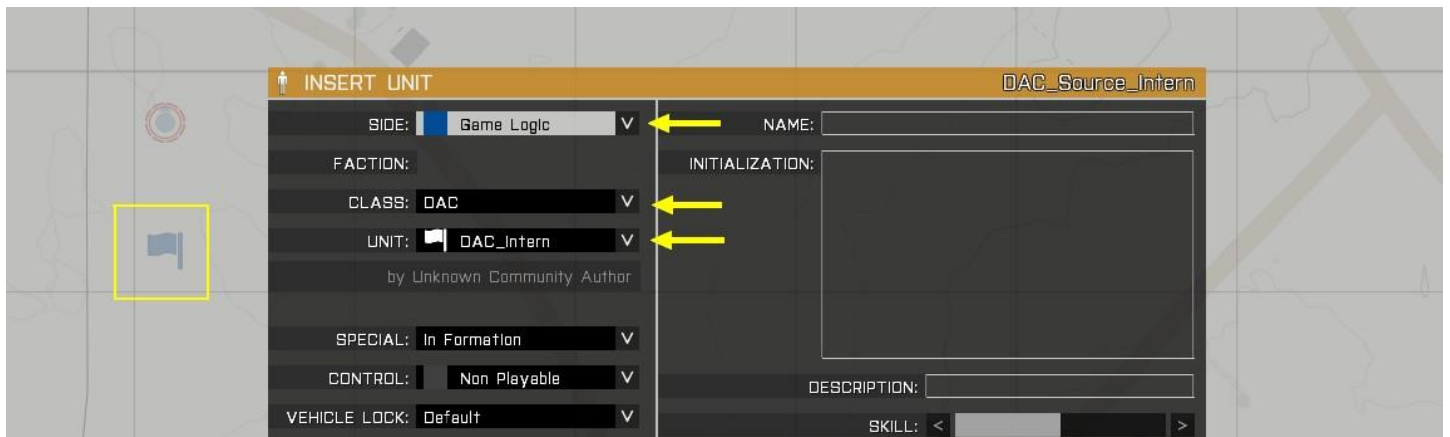 INSERT UNIT DAC_Source_Intern
SIDE: Game Logic V
NAME:
FACTION:
INITIALIZATION:
CLASS: DAC V
UNIT: DAC_Intern V
by Unknown Community Author
SPECIAL: In Formation V
CONTROL: Non Playable V
DESCRIPTION:
VEHICLE LOCK: Default V
SKILL: < >